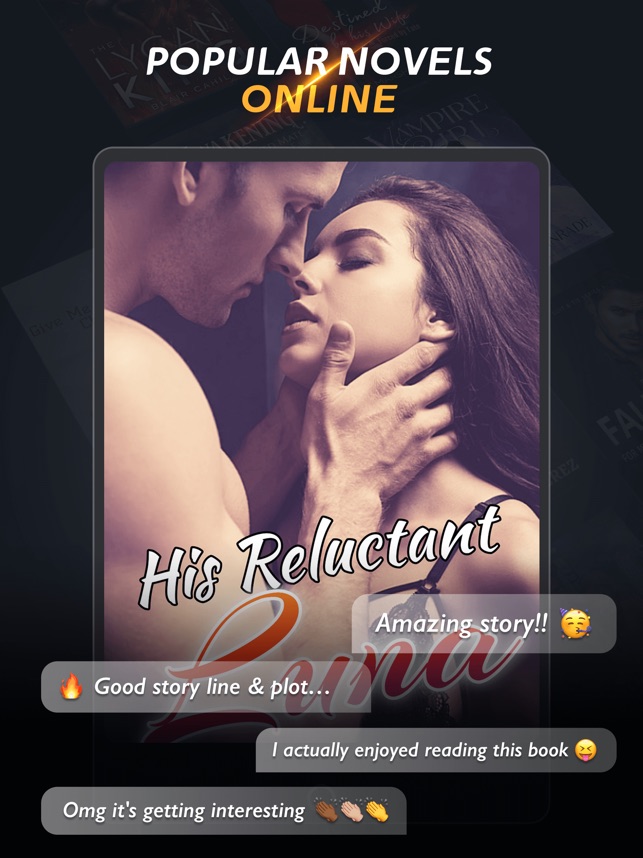 POPULAR NOVELS
ONLINE
His Reluctant
Luna
Amazing story!! 🥳
🔥 Good story line & plot...
I actually enjoyed reading this book 😝
Omg it's getting interesting 👏🏾👏🏻👏